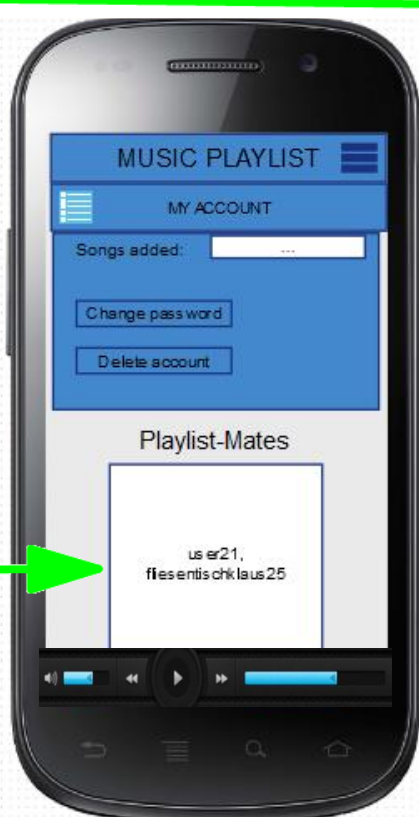 MUSIC PLAYLIST
MY ACCOUNT
Songs added:
...
Change password
Delete account
Playlist-Mates
user21,
fliesentischklaus25